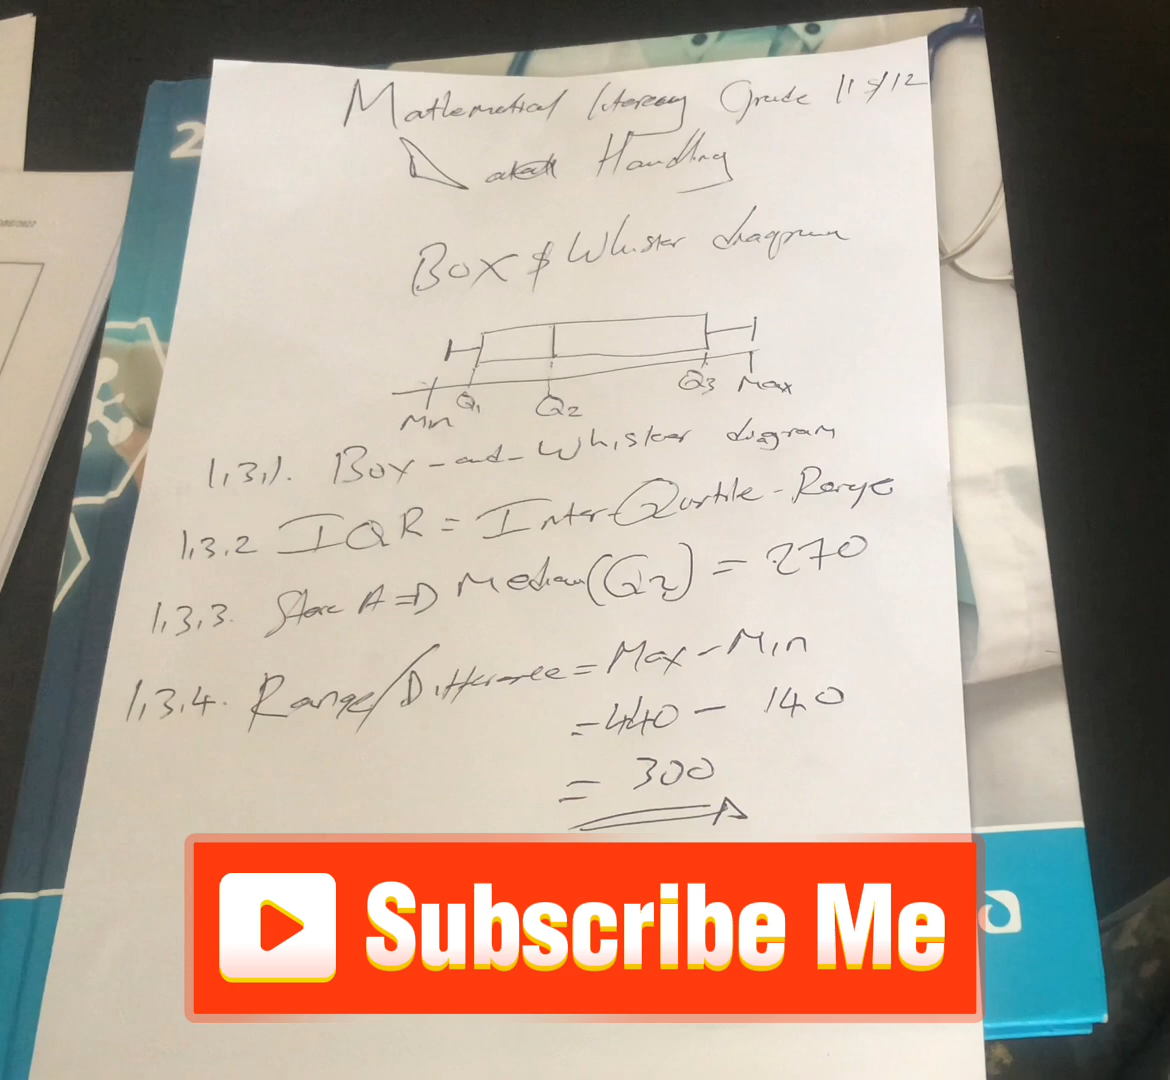 Mathematical literacy Grade 11 & 12
Data Handling
Box & Whisker diagram
Min Q1 Q2 Q3 Max
1.3.1. Box-and-Whisker diagram
1.3.2 IQR = Inter-Quartile-Range
1.3.3. Store A => Median (Q2) = 270
1.3.4. Range/Difference = Max - Min
= 440 - 140
= 300
Subscribe Me